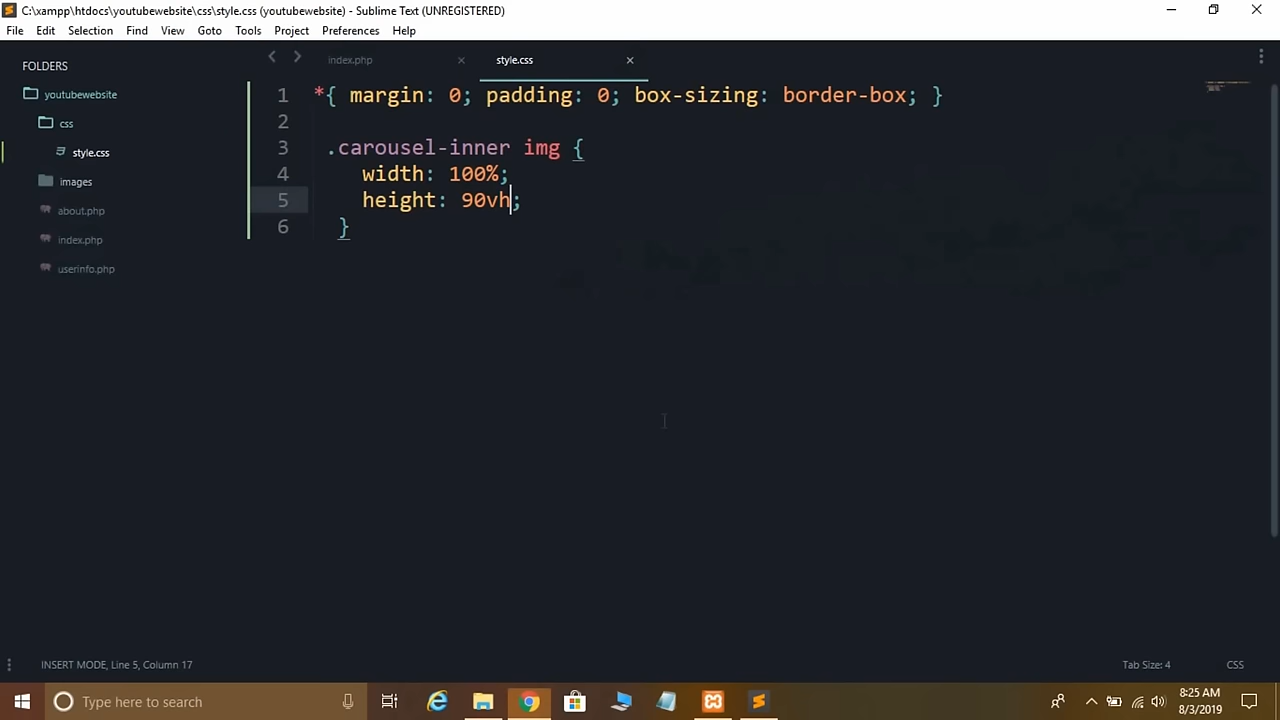 C:\xampp\htdocs\youtubewebsite\css\style.css (youtubewebsite) - Sublime Text (UNREGISTERED)
File Edit Selection Find View Goto Tools Project Preferences Help
FOLDERS
youtubewebsite
css
style.css
images
about.php
index.php
userinfo.php
index.php × style.css ×
1 *{ margin: 0; padding: 0; box-sizing: border-box; }
2
3 .carousel-inner img {
4 width: 100%;
5 height: 90vh;
6 }
INSERT MODE, Line 5, Column 17 Tab Size: 4 CSS
Type here to search
8:25 AM
8/3/2019